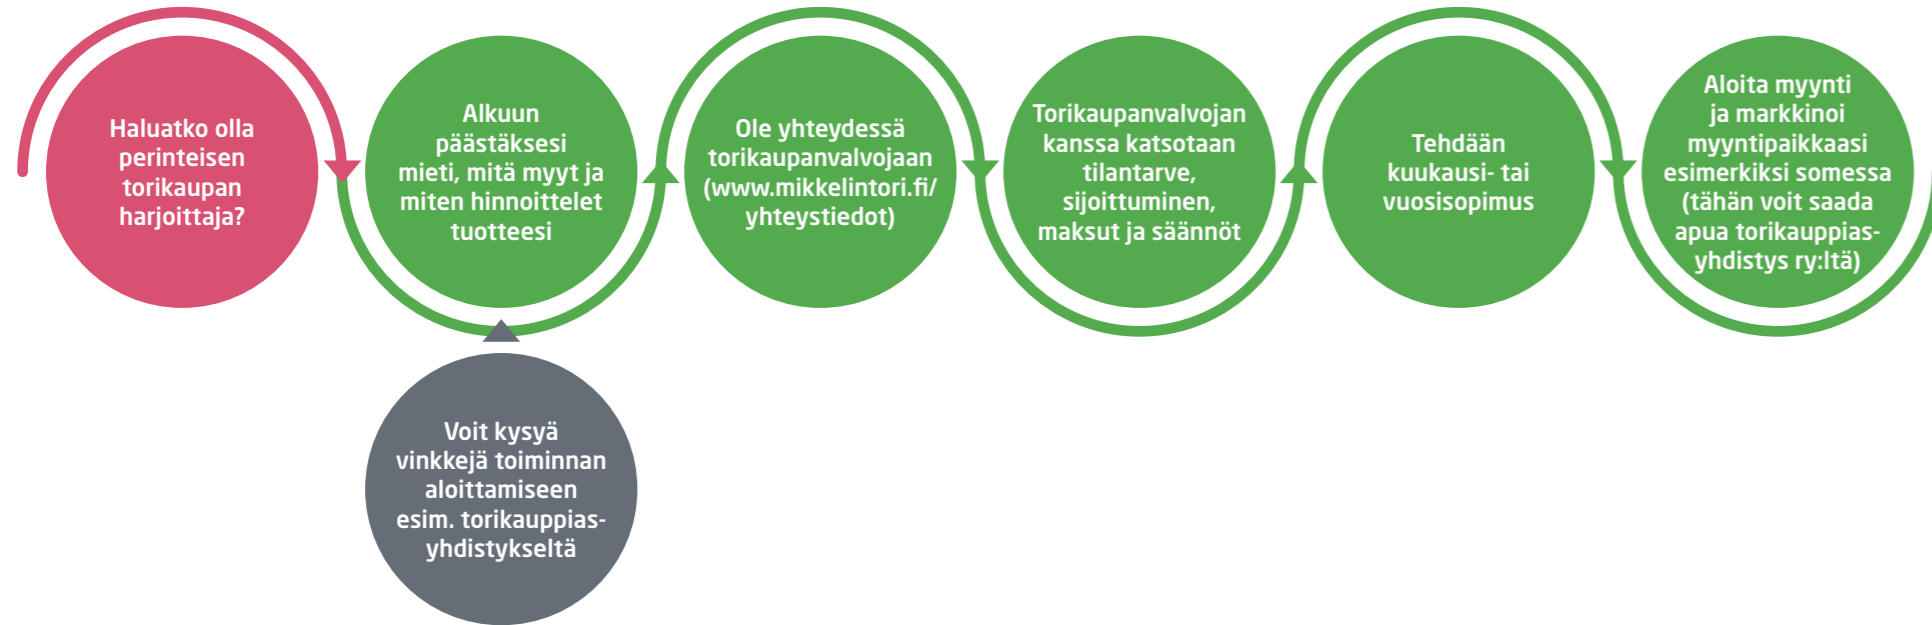 Haluatko olla
perinteisen
torikaupan
harjoittaja?
Alkuun
päästäksesi
mieti, mitä myyt ja
miten hinnoittelet
tuotteesi
Ole yhteydessä
torikaupanvalvojaan
(www.mikkelintori.fi/
yhteystiedot)
Torikaupanvalvojan
kanssa katsotaan
tilantarve,
sijoittuminen,
maksut ja säännöt
Tehdään
kuukausi- tai
vuosisopimus
Aloita myynti
ja markkinoi
myyntipaikkaasi
esimerkiksi somessa
(tähän voit saada
apua torikauppias-
yhdistys ry:ltä)
Voit kysyä
vinkkejä toiminnan
aloittamiseen
esim. torikauppias-
yhdistykseltä